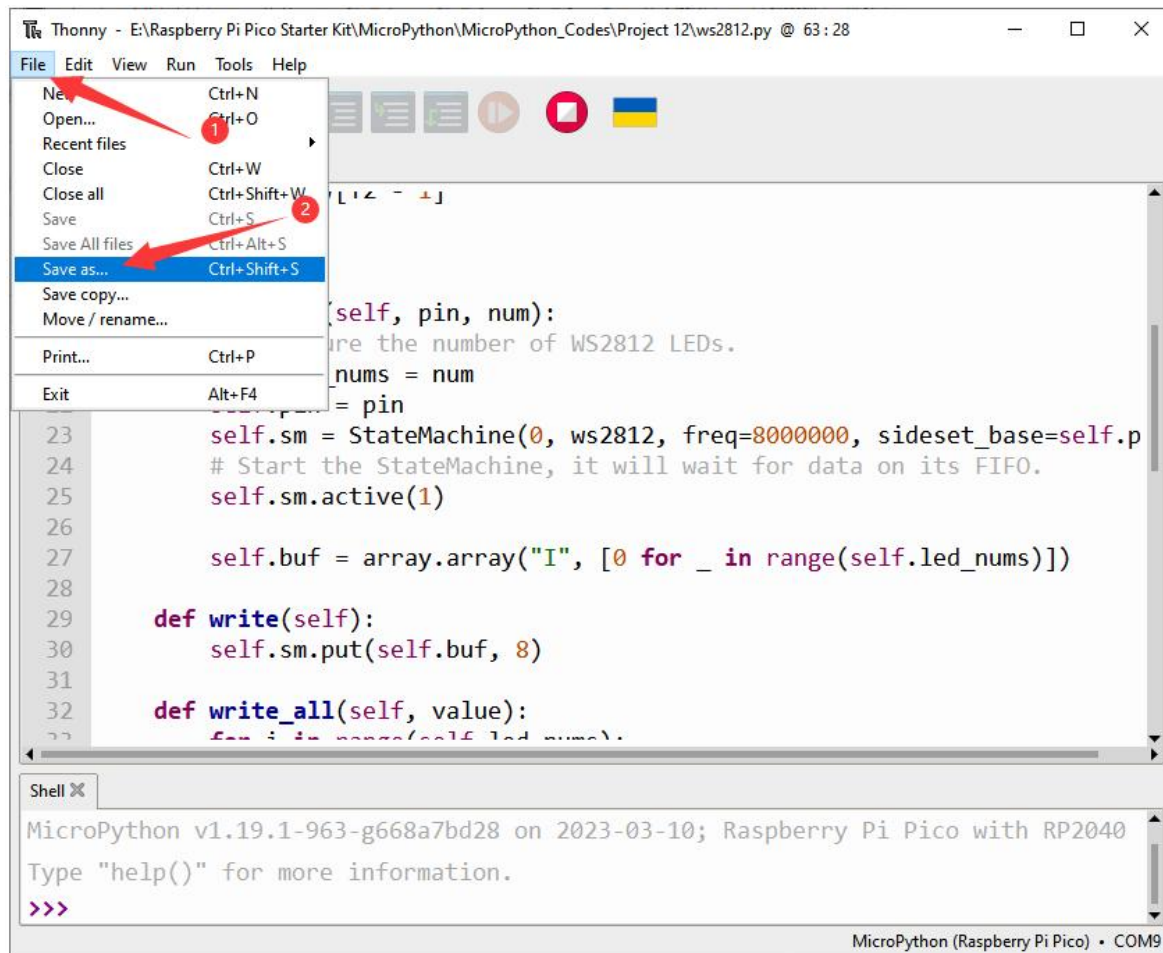 Thonny - E:\Raspberry Pi Pico Starter Kit\MicroPython\MicroPython_Codes\Project 12\ws2812.py @ 63 : 28
File Edit View Run Tools Help
Ctrl+N
Open... Ctrl+O
1
Recent files
Close Ctrl+W
Close all Ctrl+Shift+W
2
Save Ctrl+S
Save All files Ctrl+Alt+S
Save as... Ctrl+Shift+S
Save copy...
Move / rename...
Print... Ctrl+P
Exit Alt+F4
(self, pin, num):
the number of WS2812 LEDs.
nums = num
= pin
23 self.sm = StateMachine(0, ws2812, freq=8000000, sideset_base=self.p
24 # Start the StateMachine, it will wait for data on its FIFO.
25 self.sm.active(1)
26
27 self.buf = array.array("I", [0 for _ in range(self.led_nums)])
28
29 def write(self):
30 self.sm.put(self.buf, 8)
31
32 def write_all(self, value):
Shell
MicroPython v1.19.1-963-g668a7bd28 on 2023-03-10; Raspberry Pi Pico with RP2040
Type "help()" for more information.
>>>
MicroPython (Raspberry Pi Pico) • COM9